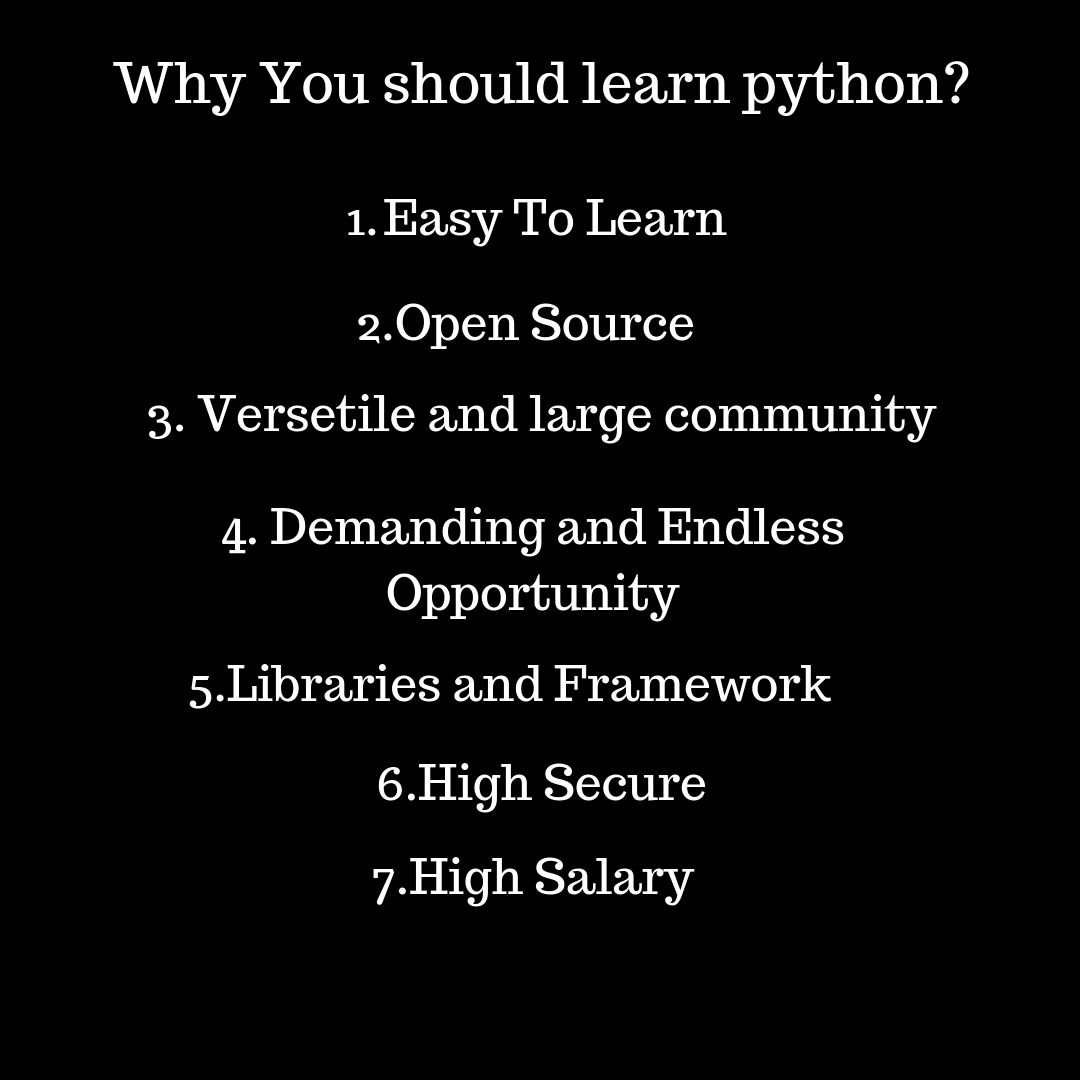 Why You should learn python?
1. Easy To Learn
2.Open Source
3. Versetile and large community
4. Demanding and Endless
Opportunity
5.Libraries and Framework
6.High Secure
7.High Salary